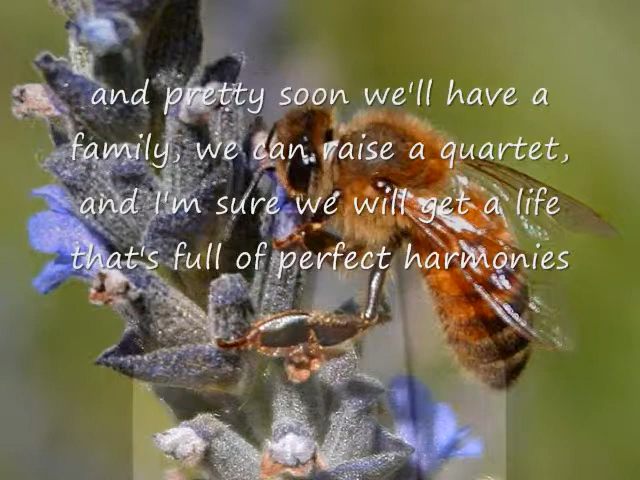 and pretty soon we'll have a
family, we can raise a quartet,
and I'm sure we will get a life
that's full of perfect harmonies